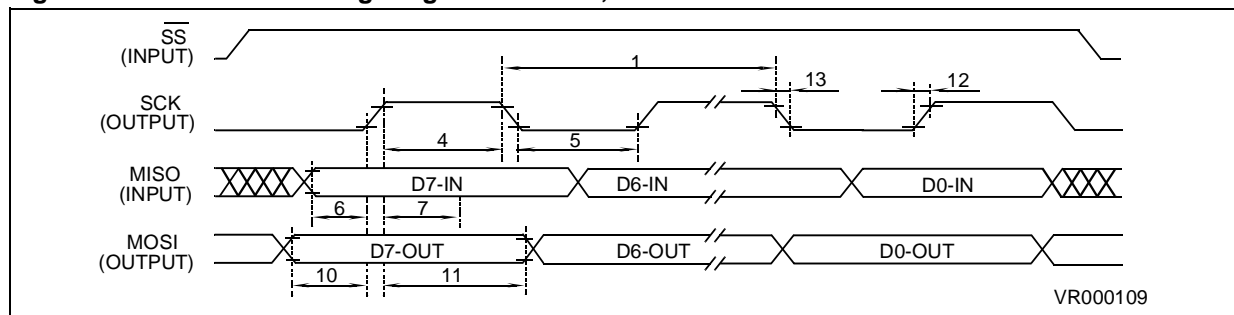 SS
(INPUT)
1
13
12
SCK
(OUTPUT)
4
5
MISO
(INPUT)
D7-IN
D6-IN
D0-IN
6
7
MOSI
(OUTPUT)
D7-OUT
D6-OUT
D0-OUT
10
11
VR000109